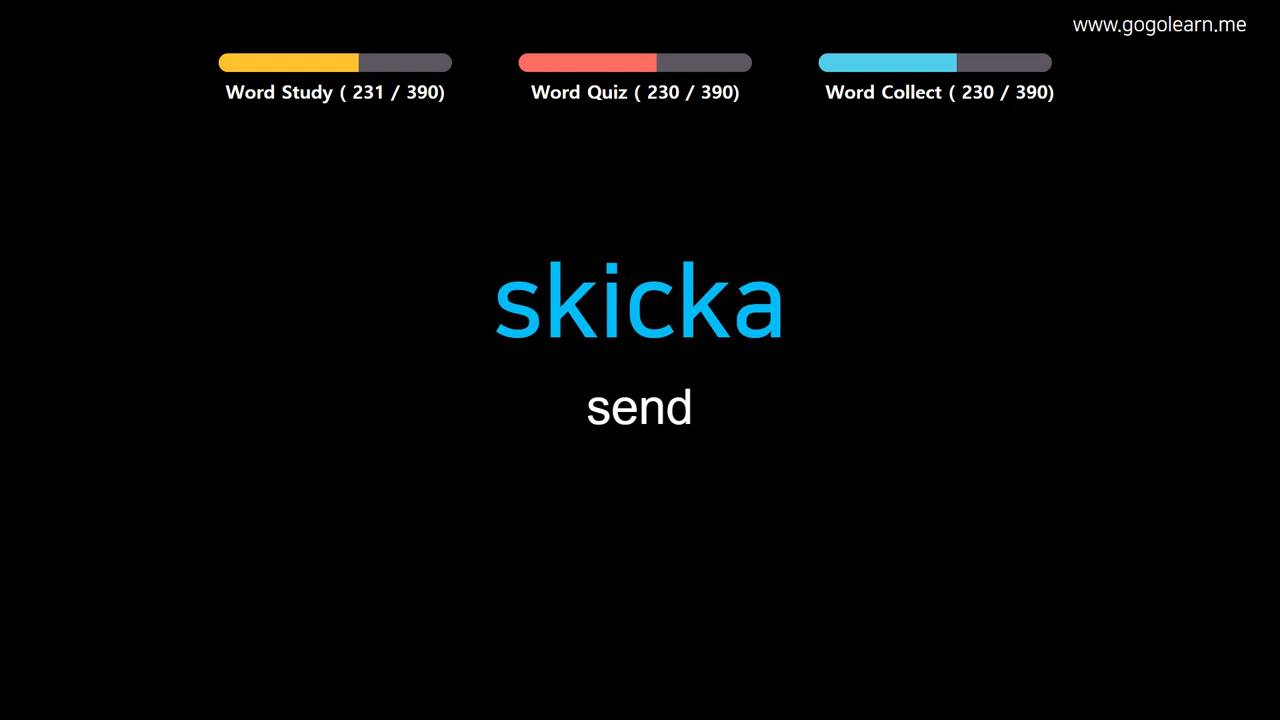 www.gogolearn.me
Word Study ( 231 / 390)
Word Quiz ( 230 / 390)
Word Collect ( 230 / 390)
skicka
send